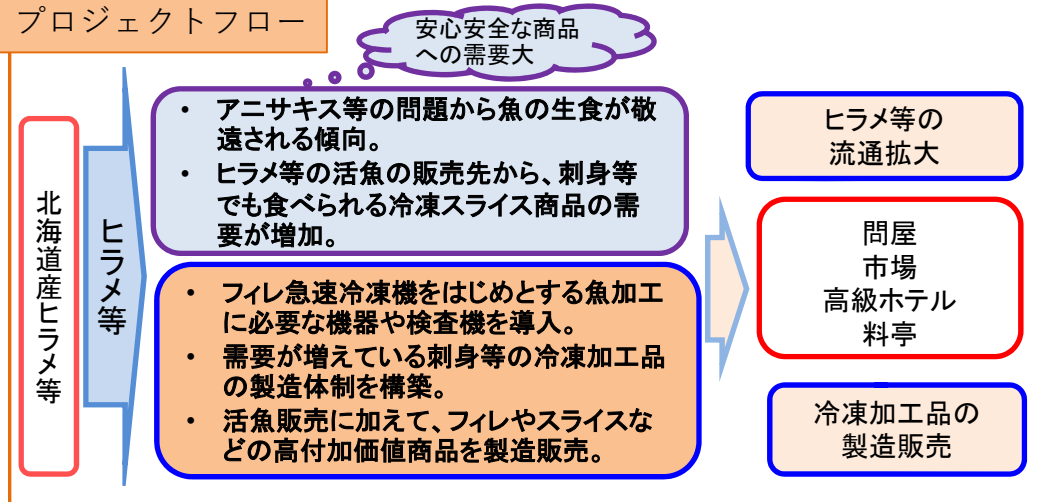 プロジェクトフロー
安心安全な商品
への需要大
北海道産ヒラメ等
ヒラメ等
• アニサキス等の問題から魚の生食が敬
遠される傾向。
• ヒラメ等の活魚の販売先から、刺身等
でも食べられる冷凍スライス商品の需
要が増加。
• フィレ急速冷凍機をはじめとする魚加工
に必要な機器や検査機を導入。
• 需要が増えている刺身等の冷凍加工品
の製造体制を構築。
• 活魚販売に加えて、フィレやスライスな
どの高付加価値商品を製造販売。
ヒラメ等の
流通拡大
問屋
市場
高級ホテル
料亭
冷凍加工品の
製造販売